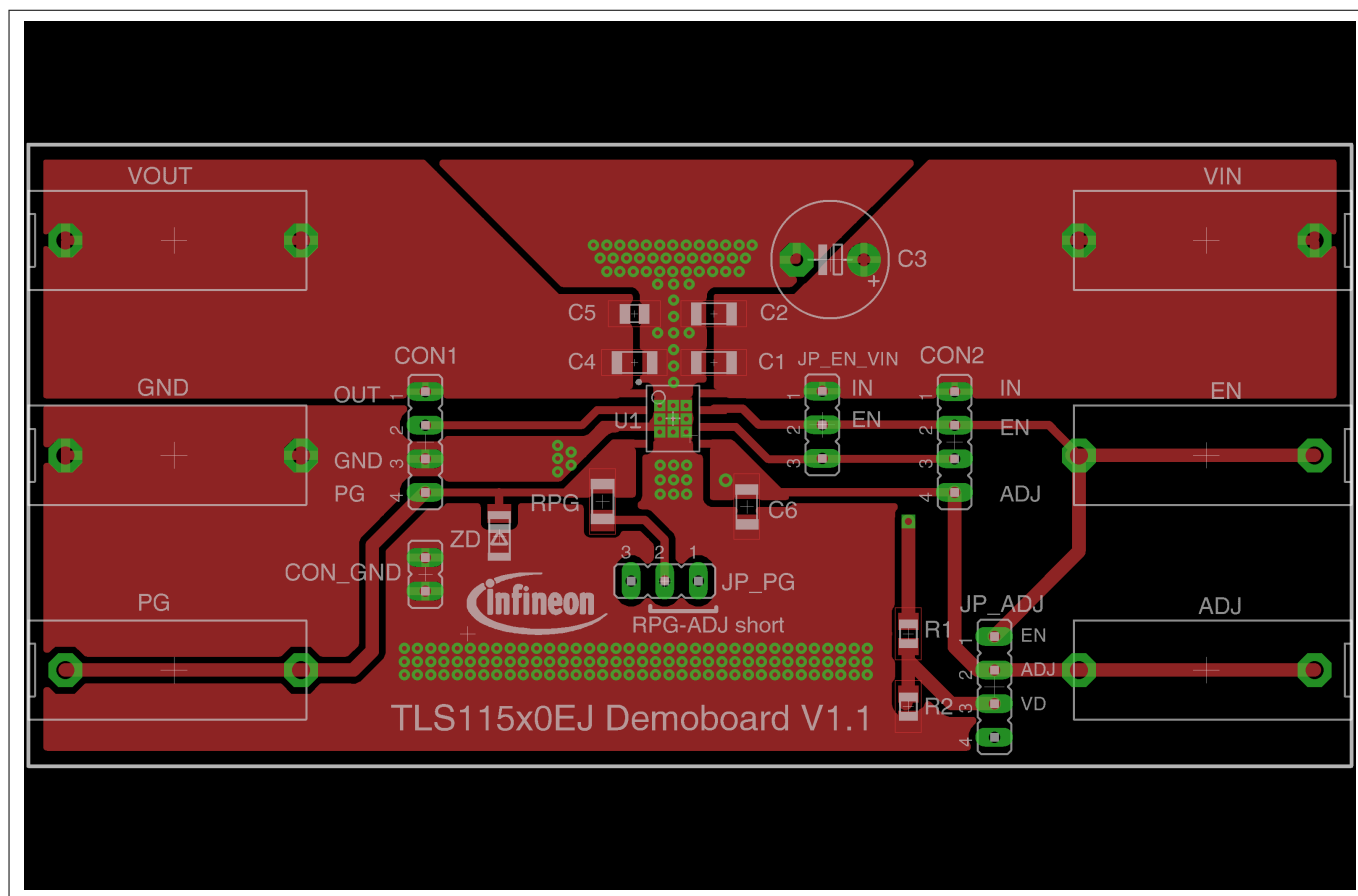 VOUT
VIN
C3
C5
C2
CON1
C4
C1
JP_EN_VIN
CON2
GND
OUT
1
1
IN
1
IN
EN
2
U1
2
EN
2
EN
GND
3
3
3
PG
4
RPG
C6
4
ADJ
ZD
3
2
1
CON_GND
infineon
JP_PG
PG
RPG-ADJ short
JP_ADJ
ADJ
R1
1
EN
2
ADJ
R2
3
VD
TLS115x0EJ Demoboard V1.1
4